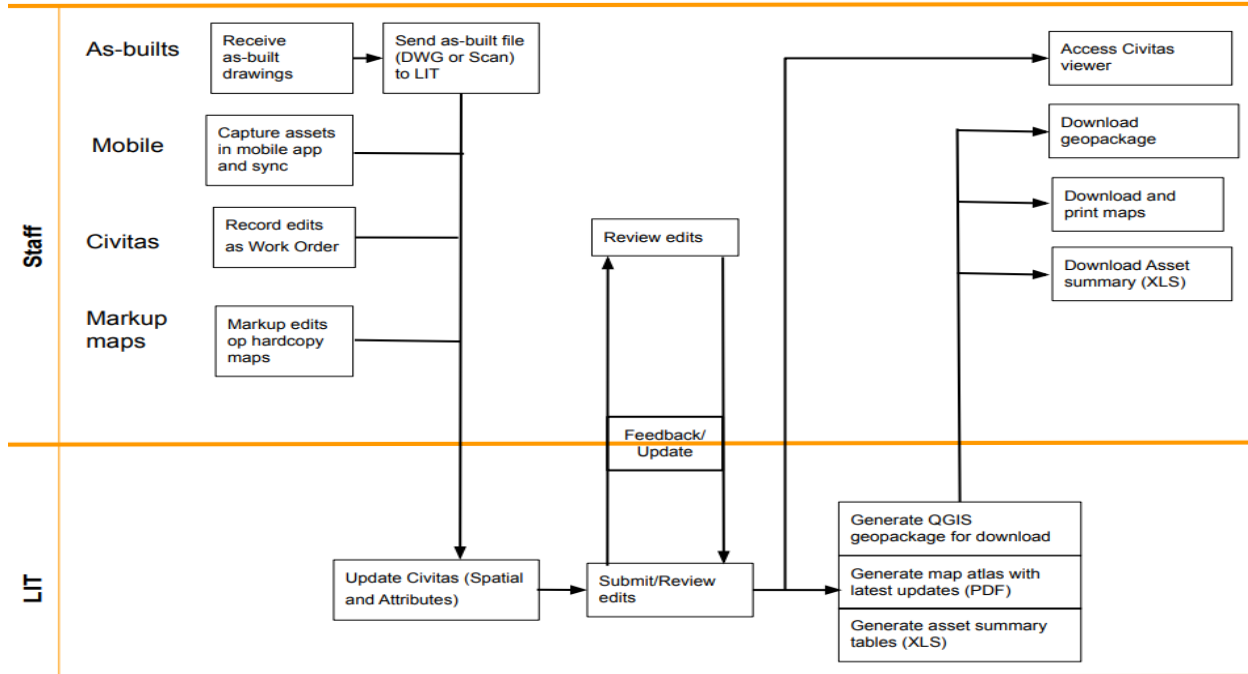 As-builts
Receive
as-built
drawings
Send as-built file
(DWG or Scan)
to LIT
Access Civitas
viewer
Mobile
Capture assets
in mobile app
and sync
Download
geopackage
Staff
Civitas
Record edits
as Work Order
Review edits
Download and
print maps
Download Asset
summary (XLS)
Markup
maps
Markup edits
op hardcopy
maps
Feedback/
Update
LIT
Update Civitas (Spatial
and Attributes)
Submit/Review
edits
Generate QGIS
geopackage for download
Generate map atlas with
latest updates (PDF)
Generate asset summary
tables (XLS)